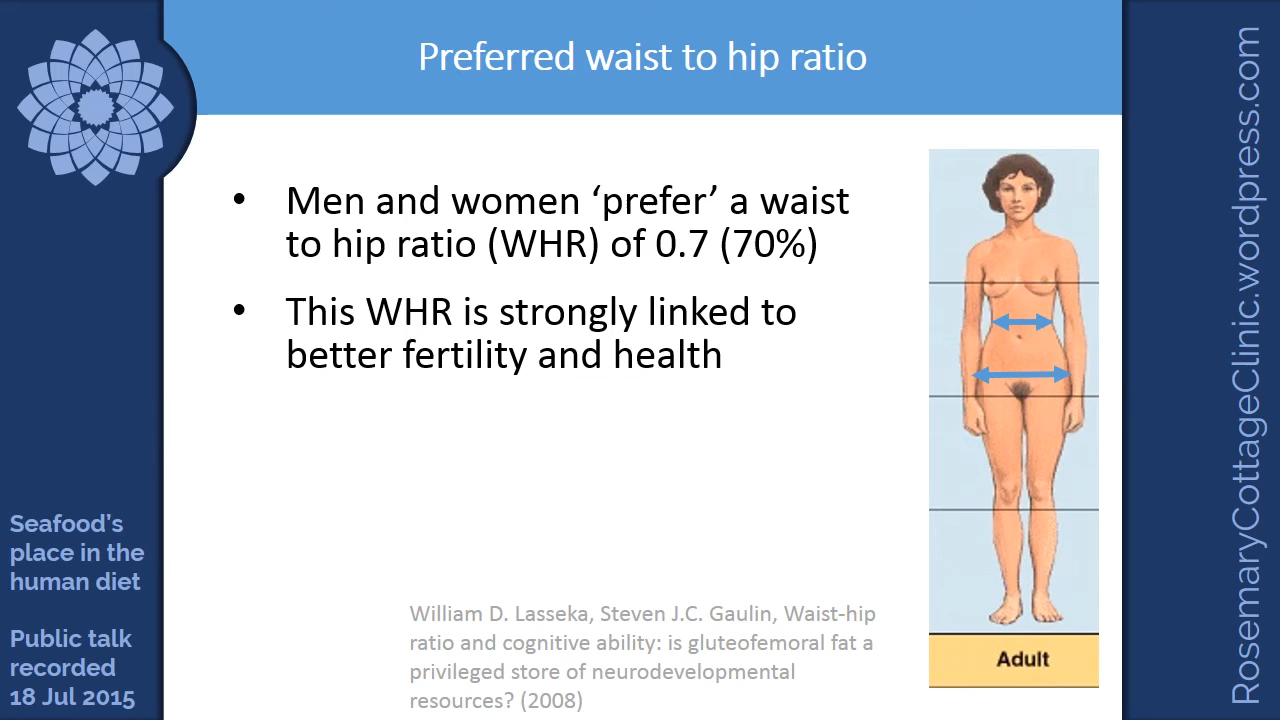 Preferred waist to hip ratio
• Men and women ‘prefer’ a waist
to hip ratio (WHR) of 0.7 (70%)
• This WHR is strongly linked to
better fertility and health
William D. Lasseka, Steven J.C. Gaulin, Waist-hip
ratio and cognitive ability: is gluteofemoral fat a
privileged store of neurodevelopmental
resources? (2008)
Adult
Seafood’s
place in the
human diet
Public talk
recorded
18 Jul 2015
RosemaryCottageClinic.wordpress.com